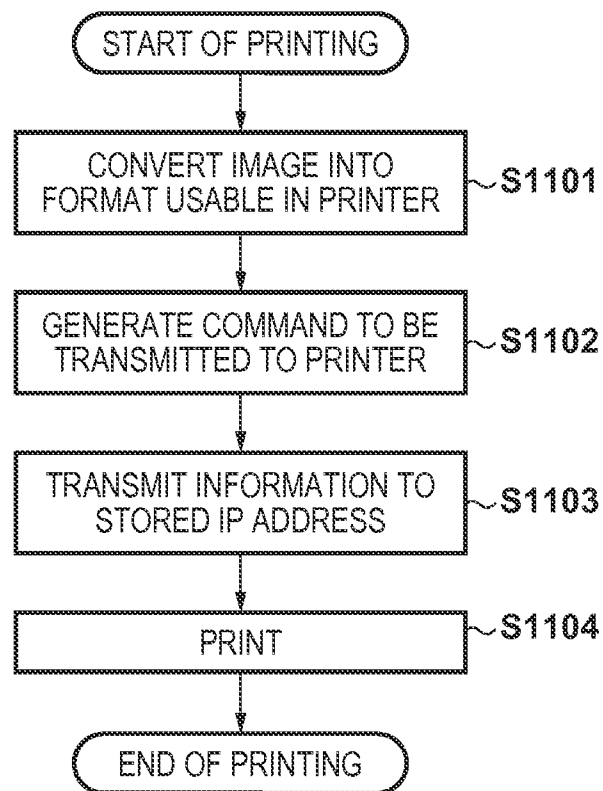 START OF PRINTING
CONVERT IMAGE INTO
FORMAT USABLE IN PRINTER
S1101
GENERATE COMMAND TO BE
TRANSMITTED TO PRINTER
S1102
TRANSMIT INFORMATION TO
STORED IP ADDRESS
S1103
PRINT
S1104
END OF PRINTING